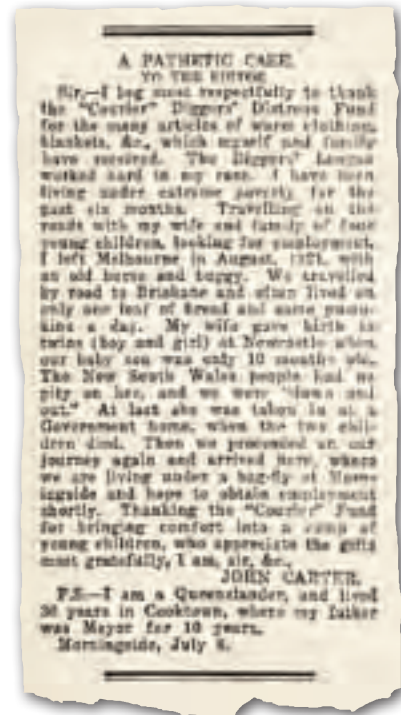 A PATHETIC CASE.
TO THE EDITOR
Sir,—I beg most respectfully to thank
the "Courier" Diggers' Distress Fund
for the many articles of warm clothing,
blankets, &c., which myself and family
have received. The Diggers' League
worked hard in my case. I have been
living under extreme poverty for the
past six months. Travelling on the
roads with my wife and family of four
young children, looking for employment,
I left Melbourne in August, with
an old horse and buggy. We travelled
by road to Brisbane and often lived on
only one loaf of bread and some
a day. My wife gave birth to
twins (boy and girl) at Newcastle when
our baby son was only 10 months old.
The New South Wales people had no
pity on her, and we were "down and
out." At last she was taken in at a
Government home, when the two chil-
dren died. Then we proceeded on our
journey again and arrived here, where
we are living under a bag-fly at Morn-
ingside and hope to obtain employment
shortly. Thanking the "Courier" Fund
for bringing comfort into a camp of
young children, who appreciate the gifts
most gratefully, I am, sir, &c.,
JOHN CARTER.
P.S.—I am a Queenslander, and lived
years in Cooktown, where my father
was Mayor for 10 years.
Morningside, July